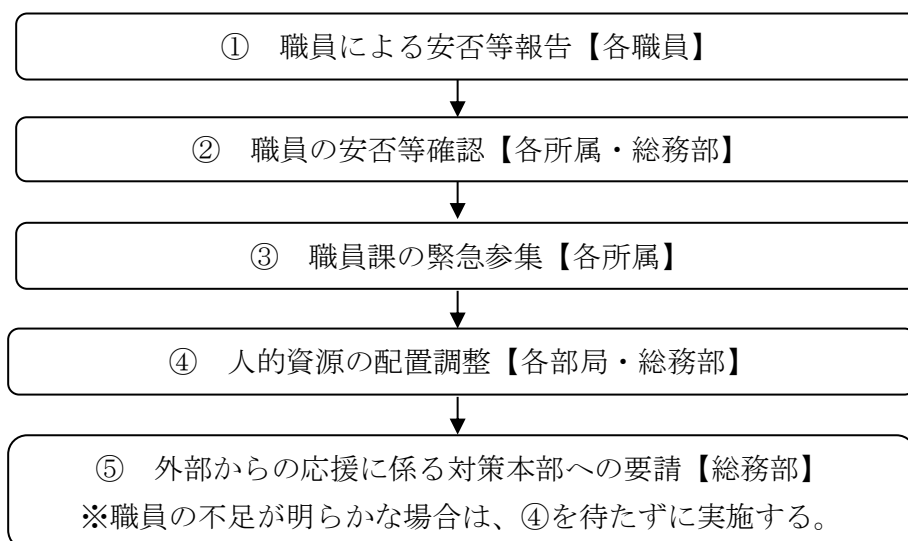 ① 職員による安否等報告【各職員】
② 職員の安否等確認【各所属・総務部】
③ 職員課の緊急参集【各所属】
④ 人的資源の配置調整【各部局・総務部】
⑤ 外部からの応援に係る対策本部への要請【総務部】
※職員の不足が明らかな場合は、④を待たずに実施する。